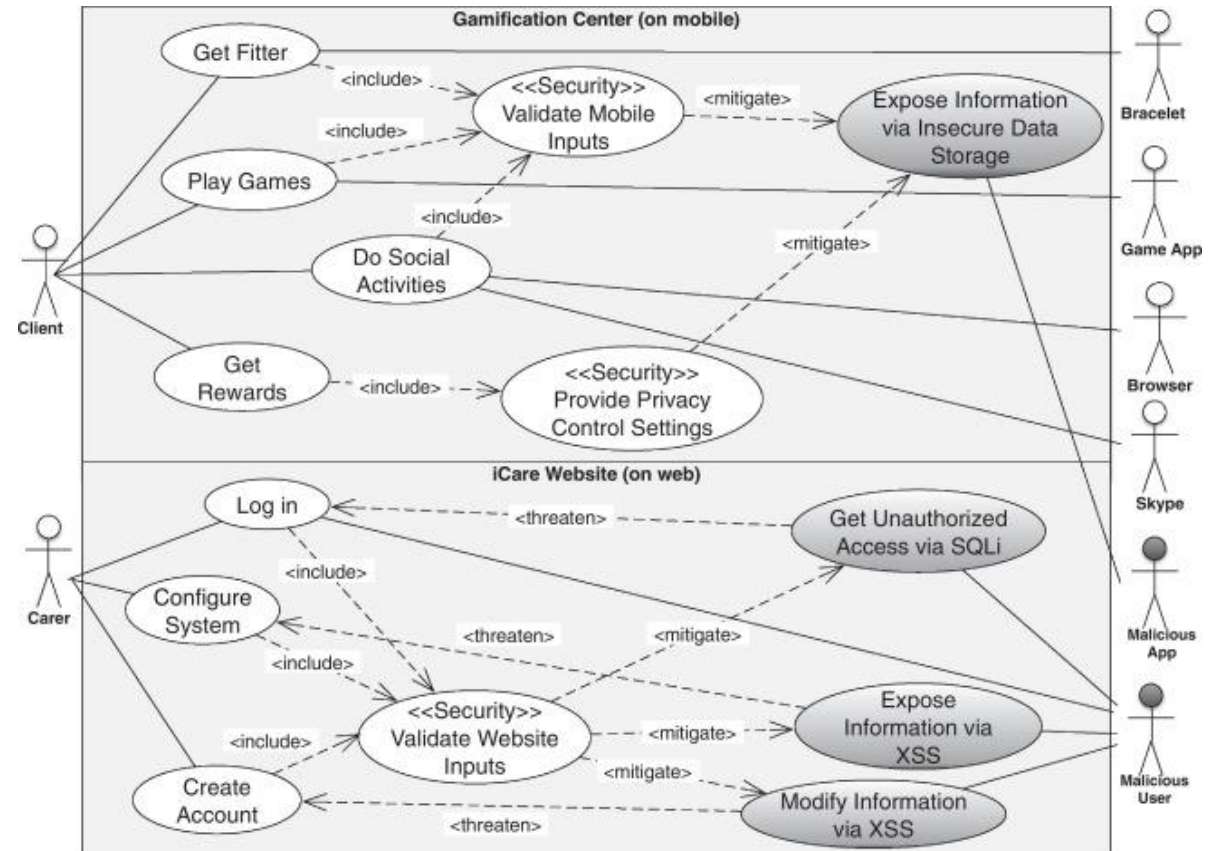 Gamification Center (on mobile)
Get Fitter
<include>
<<Security>>
Validate Mobile
Inputs
<mitigate>
Expose Information
via Insecure Data
Storage
Bracelet
<include>
Play Games
<include>
<mitigate>
Game App
Do Social
Activities
Client
Browser
Get
Rewards
<include>
<<Security>>
Provide Privacy
Control Settings
Skype
iCare Website (on web)
Log in
<threaten>
Get Unauthorized
Access via SQLi
<include>
Carer
Configure
System
<threaten>
<mitigate>
Malicious
App
<include>
<<Security>>
Validate Website
Inputs
<mitigate>
Expose
Information via
XSS
<include>
<mitigate>
Malicious
User
Create
Account
<threaten>
Modify Information
via XSS